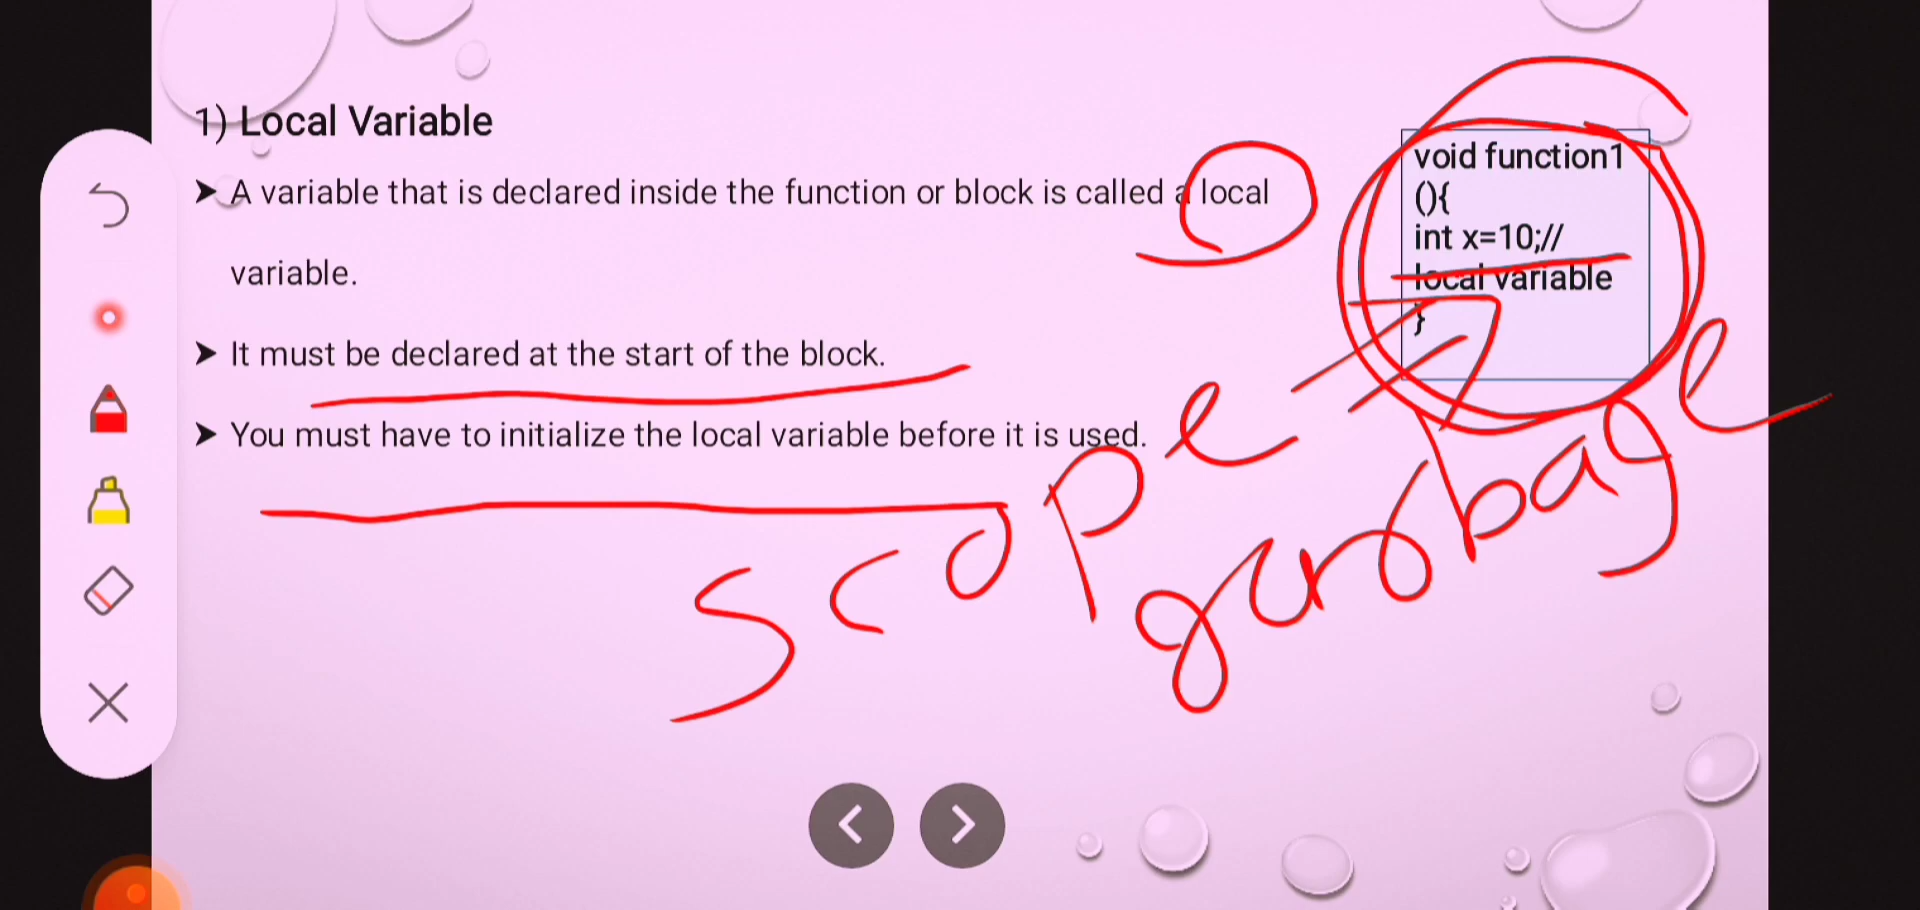 1) Local Variable
➤ A variable that is declared inside the function or block is called a local
variable.
➤ It must be declared at the start of the block.
➤ You must have to initialize the local variable before it is used.
void function1
(){
int x=10;//
local variable
}
scope
garbage